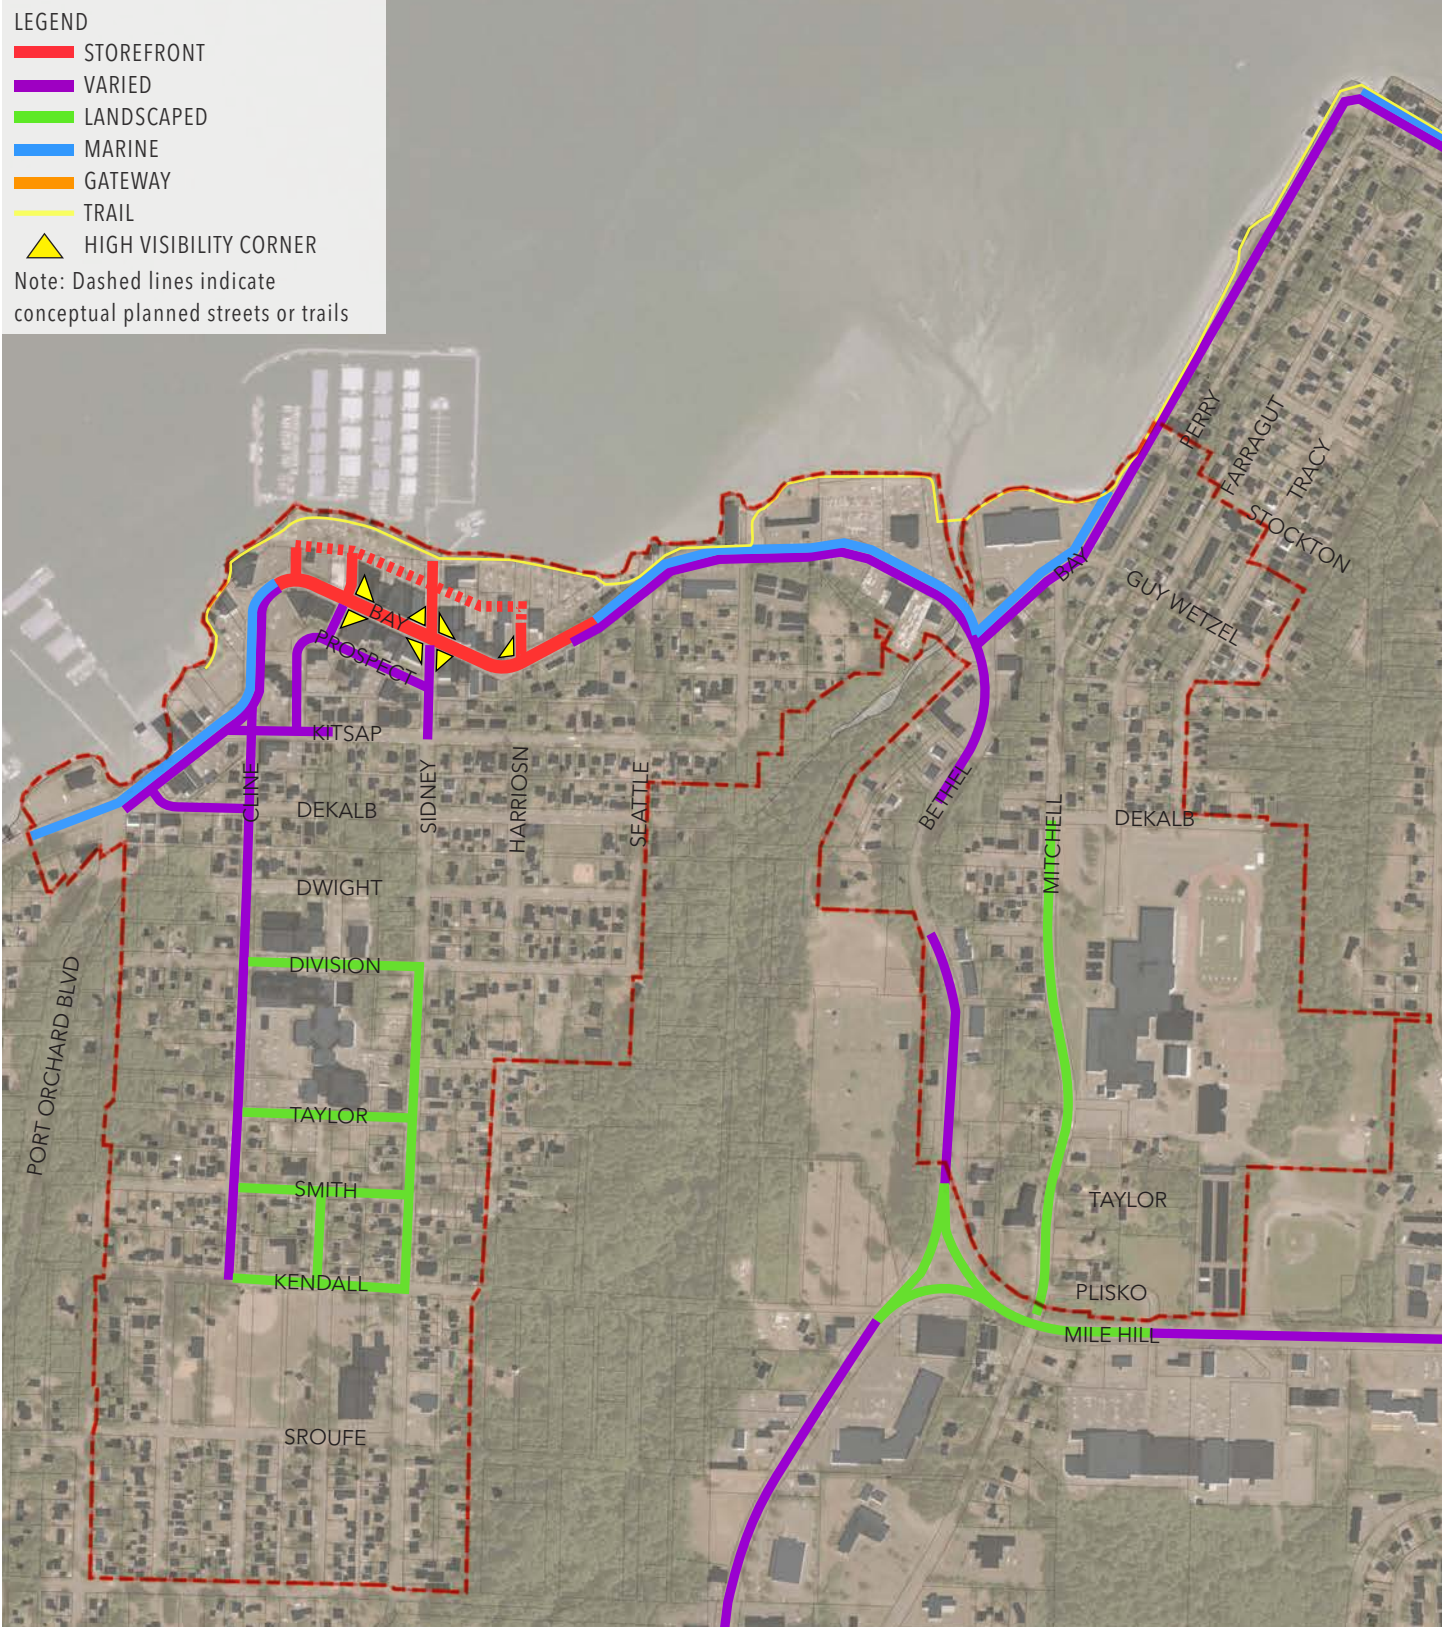 LEGEND
STOREFRONT
VARIED
LANDSCAPED
MARINE
GATEWAY
TRAIL
HIGH VISIBILITY CORNER
Note: Dashed lines indicate
conceptual planned streets or trails
PERRY
FARRAGUT
TRACY
STOCKTON
BAY
GUY WETZEL
BAY
PROSPECT
KITSAP
CLINE
SIDNEY
HARRIOSN
SEATTLE
BETHEL
MITCHELL
DEKALB
DEKALB
DWIGHT
DIVISION
PORT ORCHARD BLVD
TAYLOR
SMITH
TAYLOR
KENDALL
PLISKO
MILE HILL
SROUFE